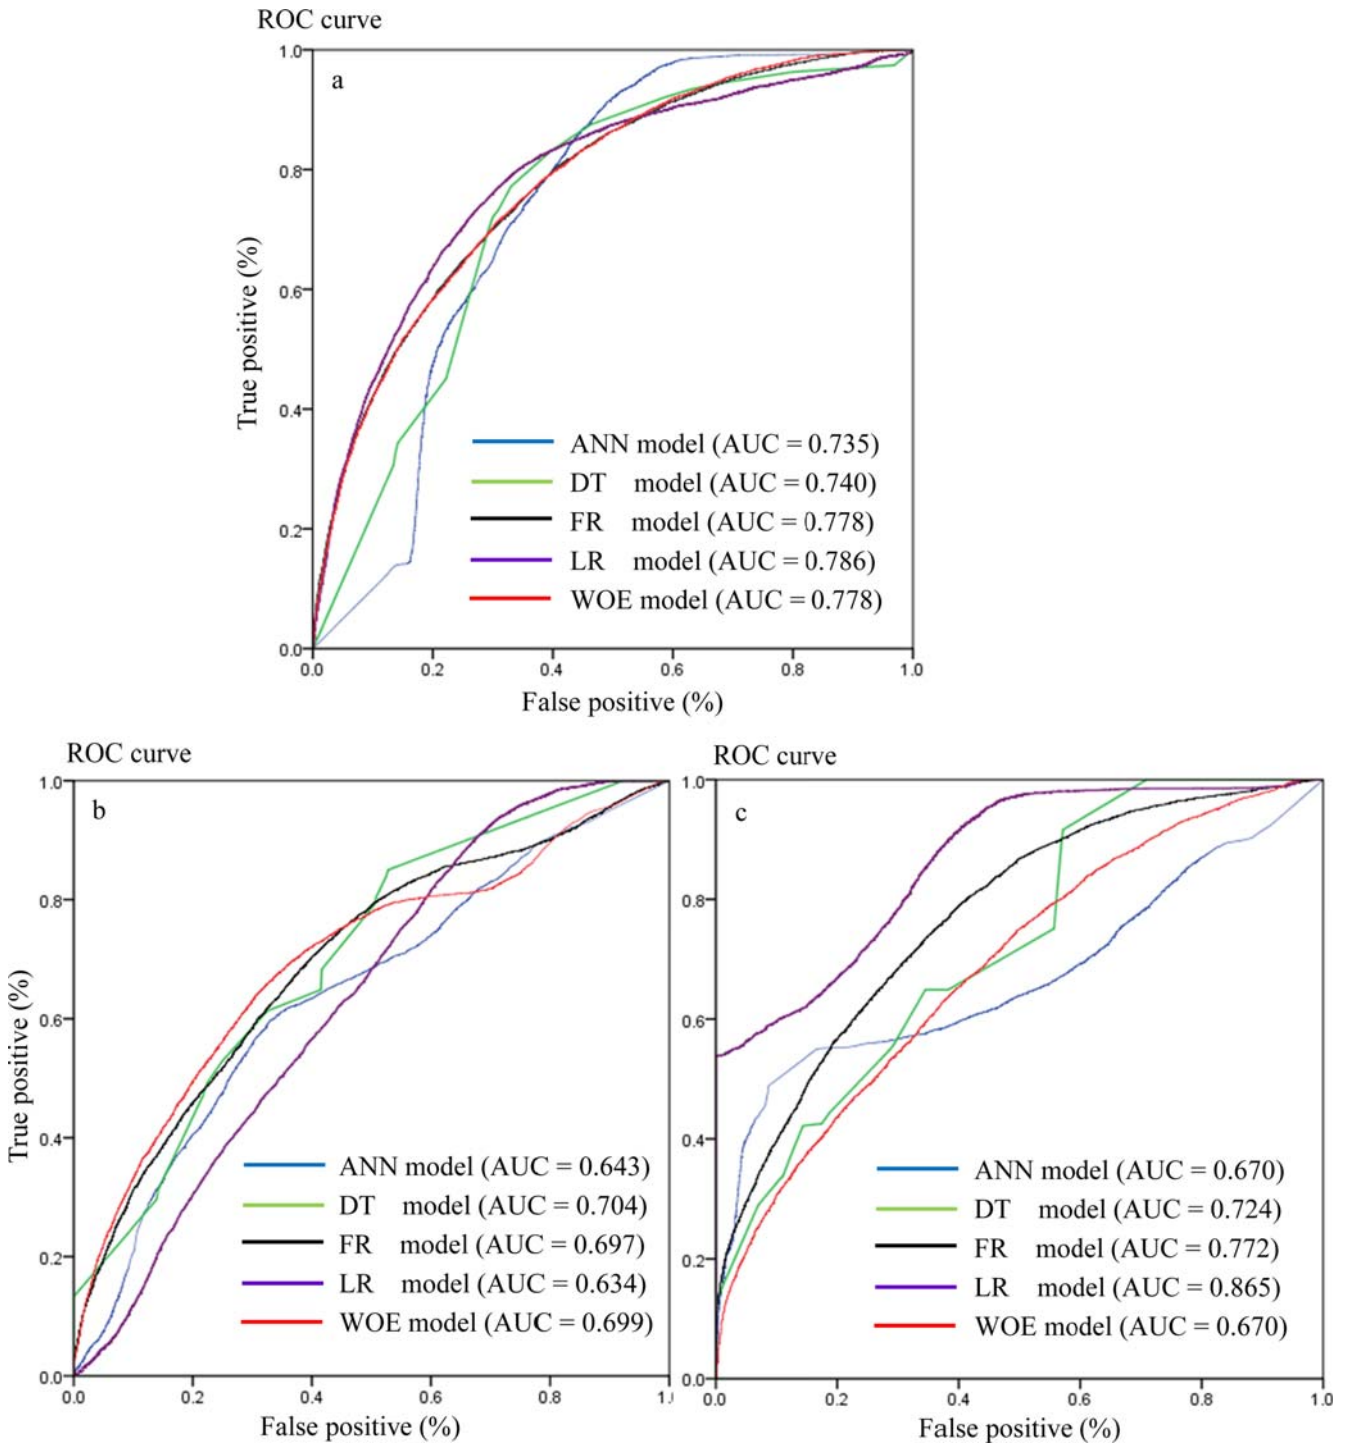 ROC curve
a
1.0
0.8
0.6
0.4
0.2
0.0
True positive (%)
ANN model (AUC = 0.735)
DT model (AUC = 0.740)
FR model (AUC = 0.778)
LR model (AUC = 0.786)
WOE model (AUC = 0.778)
0.0 0.2 0.4 0.6 0.8 1.0
False positive (%)
ROC curve
b
1.0
0.8
0.6
0.4
0.2
0.0
True positive (%)
ANN model (AUC = 0.643)
DT model (AUC = 0.704)
FR model (AUC = 0.697)
LR model (AUC = 0.634)
WOE model (AUC = 0.699)
0.0 0.2 0.4 0.6 0.8 1.0
False positive (%)
ROC curve
c
1.0
0.8
0.6
0.4
0.2
0.0
ANN model (AUC = 0.670)
DT model (AUC = 0.724)
FR model (AUC = 0.772)
LR model (AUC = 0.865)
WOE model (AUC = 0.670)
0.0 0.2 0.4 0.6 0.8 1.0
False positive (%)